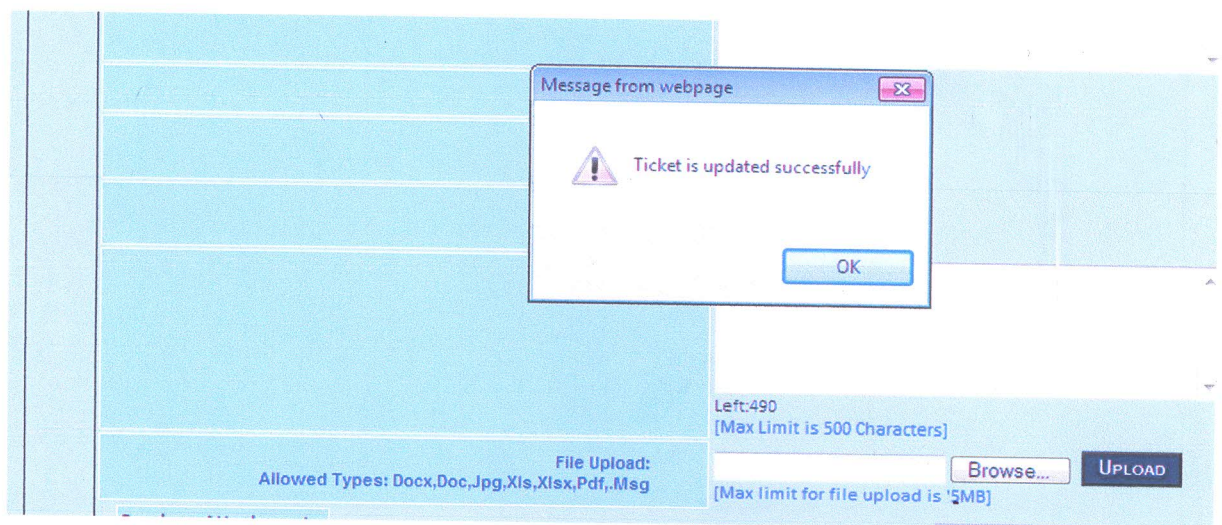 Message from webpage
Ticket is updated successfully
OK
Left:490
[Max Limit is 500 Characters]
File Upload:
Allowed Types: Docx,Doc,Jpg,Xls,Xlsx,Pdf,.Msg
Browse...
UPLOAD
[Max limit for file upload is '5MB]